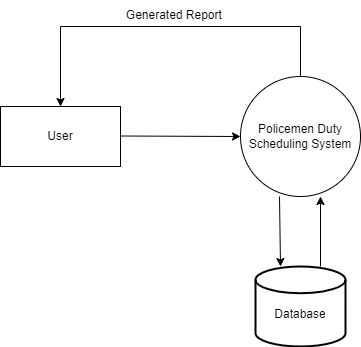 Generated Report
User
Policemen Duty
Scheduling System
Database